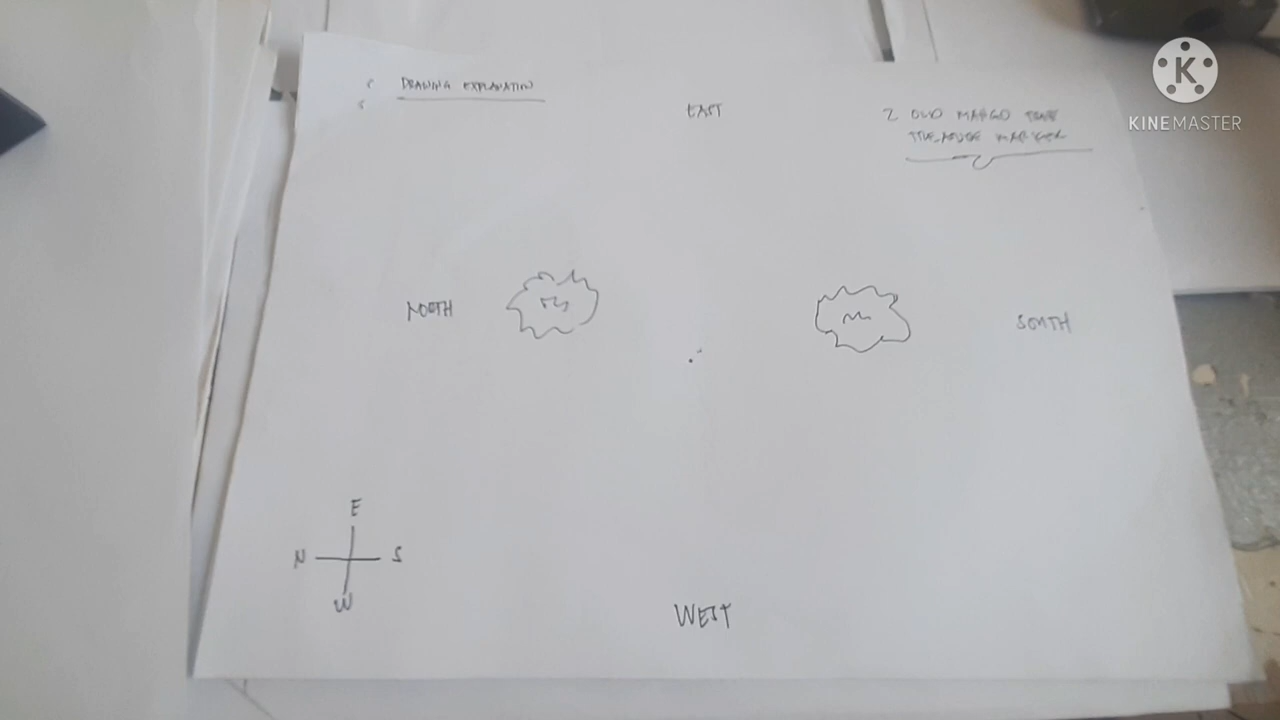 DRAWING EXPLANATION
EAST
2 OLD MANGO TREE
TREASURE MARKER
NORTH
M
M
SOUTH
E
N S
W
WEST
K
KINEMASTER